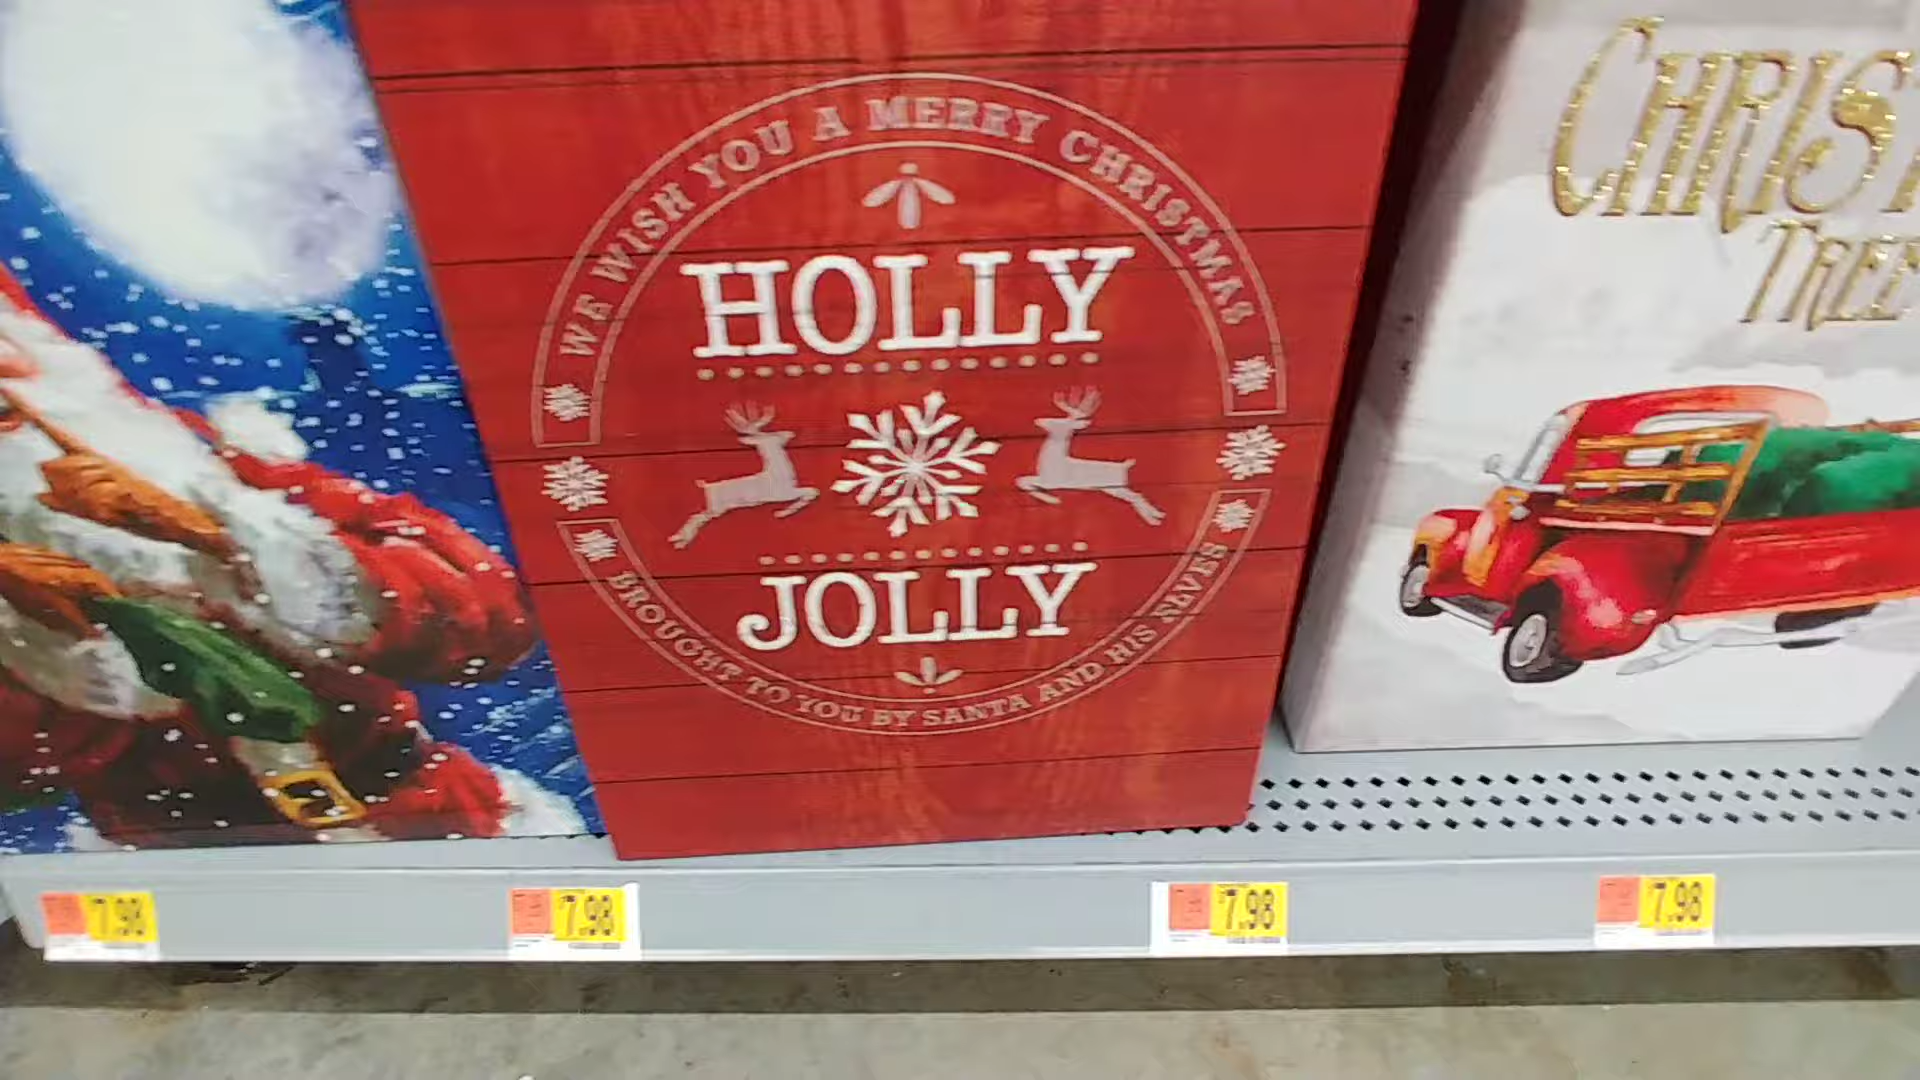 WE WISH YOU A MERRY CHRISTMAS
HOLLY
JOLLY
BROUGHT TO YOU BY SANTA AND HIS ELVES
TREE
7.98
7.98
7.98
7.98